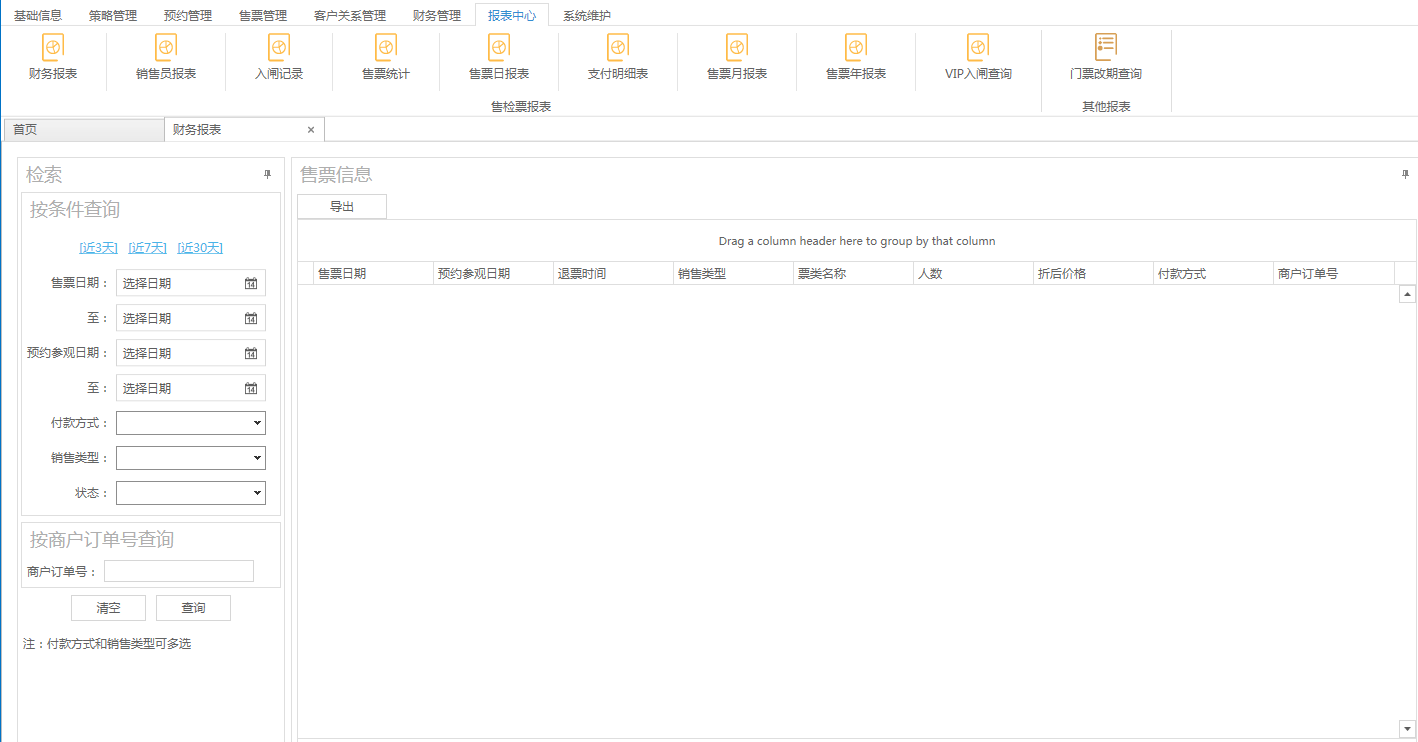 基础信息 策略管理 预约管理 售票管理 客户关系管理 财务管理 报表中心 系统维护
财务报表 销售员报表 入闸记录 售票统计 售票日报表 支付明细表 售票月报表 售票年报表 VIP入闸查询 门票改期查询
售检票报表 其他报表
首页 财务报表 ×
检索
按条件查询
[近3天] [近7天] [近30天]
售票日期： 选择日期 14
至： 选择日期 14
预约参观日期： 选择日期 14
至： 选择日期 14
付款方式：
销售类型：
状态：
按商户订单号查询
商户订单号：
清空 查询
注：付款方式和销售类型可多选
售票信息
导出
Drag a column header here to group by that column
售票日期 预约参观日期 退票时间 销售类型 票类名称 人数 折后价格 付款方式 商户订单号